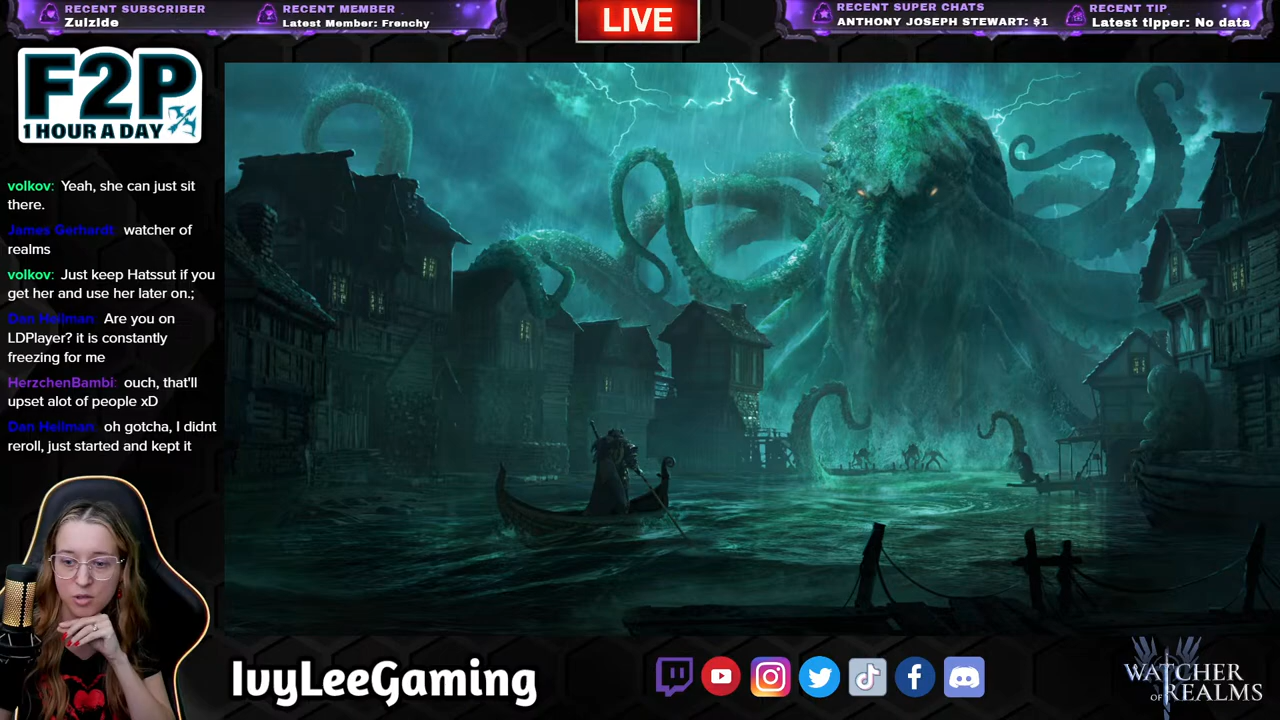 RECENT SUBSCRIBER
Zulzlde
RECENT MEMBER
Latest Member: Frenchy
LIVE
RECENT SUPER CHATS
ANTHONY JOSEPH STEWART: $1
RECENT TIP
Latest tipper: No data
F2P
1 HOUR A DAY
volkov: Yeah, she can just sit
there.
James Gerhardt: watcher of
realms
volkov: Just keep Hatssut if you
get her and use her later on.;
Dan Heilman: Are you on
LDPlayer? it is constantly
freezing for me
HerzchenBambi: ouch, that'll
upset alot of people xD
Dan Heilman: oh gotcha, I didnt
reroll, just started and kept it
IvyLeeGaming
WATCHER
OF REALMS